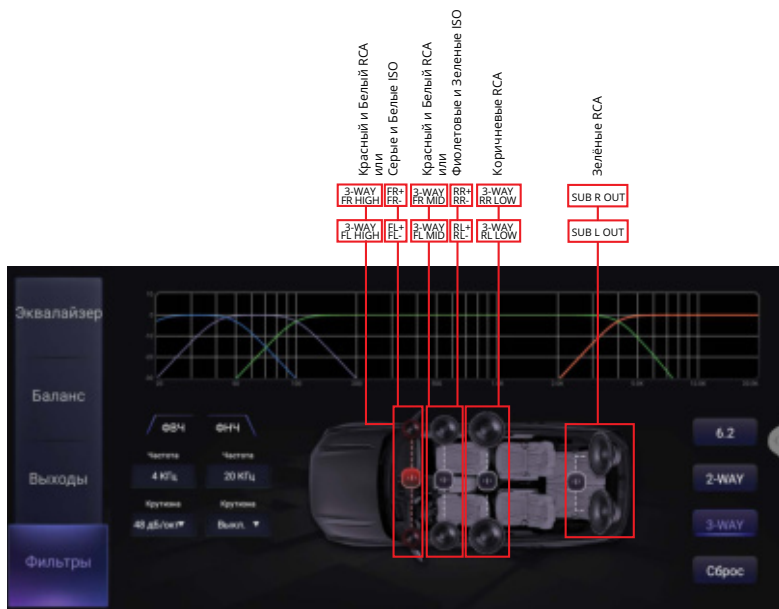 Красный и Белый RCA
или
Серые и Белые ISO
Красный и Белый RCA
или
Фиолетовые и Зеленые ISO
Коричневые RCA
Зелёные RCA
3-WAY
FR HIGH
FR+
FR-
3-WAY
FR MID
RR+
RR-
3-WAY
RR LOW
SUB R OUT
3-WAY
FL HIGH
FL+
FL-
3-WAY
FL MID
RL+
RL-
3-WAY
RL LOW
SUB L OUT
Эквалайзер
Баланс
Выходы
Фильтры
ФВЧ
ФНЧ
Частота
Частота
4 КГц
20 КГц
Крутизна
Крутизна
48 дБ/окт
Выкл.
6.2
2-WAY
3-WAY
Сброс